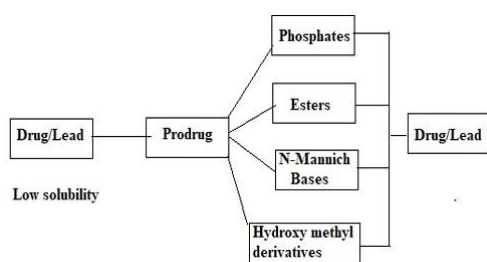 Phosphates
Esters
Drug/Lead
Prodrug
Drug/Lead
N-Mannich
Bases
Low solubility
Hydroxy methyl
derivatives